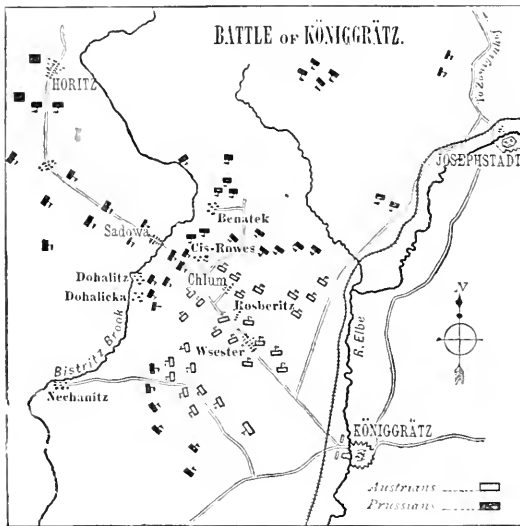 BATTLE OF KÖNIGGRÄTZ.
HORITZ
To Königinhof
JOSEPHSTADT
Benatek
Sadowa
Cis-Rowes
Chlum
Dohalitz
Dohalicka
Rosberitz
Bistritz Brook
Wsester
R. Elbe
N
Nechanitz
KÖNIGGRÄTZ
Austrians
Prussians